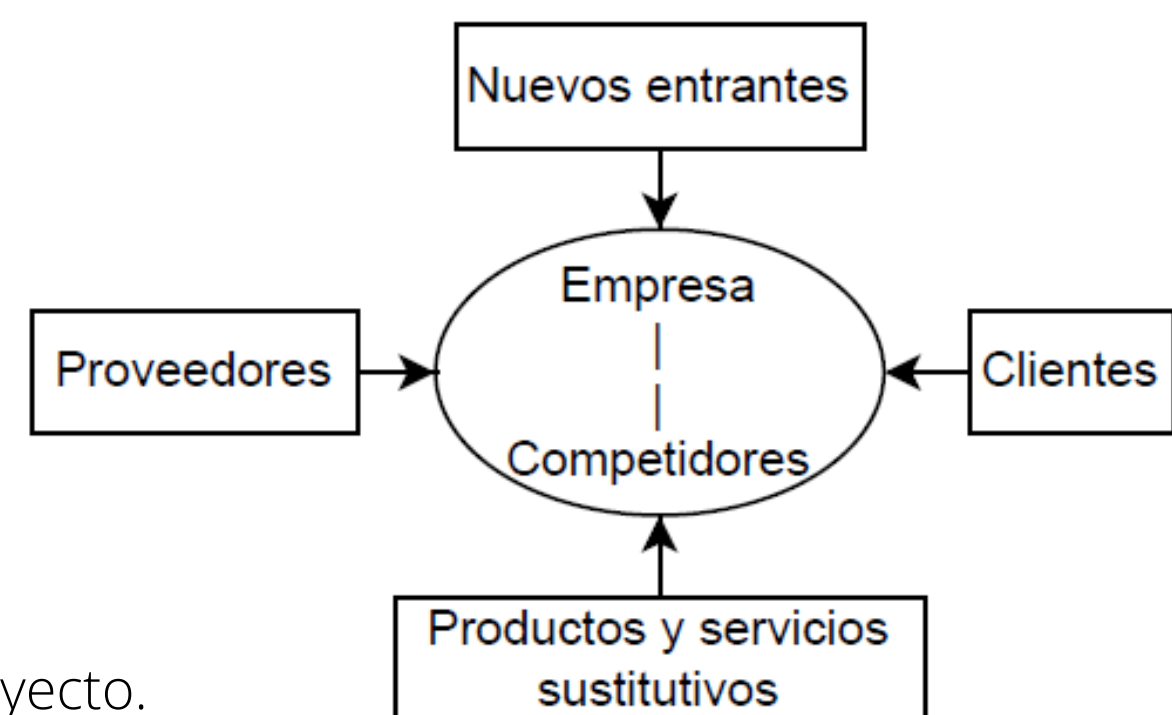 Nuevos entrantes
Empresa
|
|
Competidores
Proveedores
Clientes
Productos y servicios
sustitutivos
yecto.